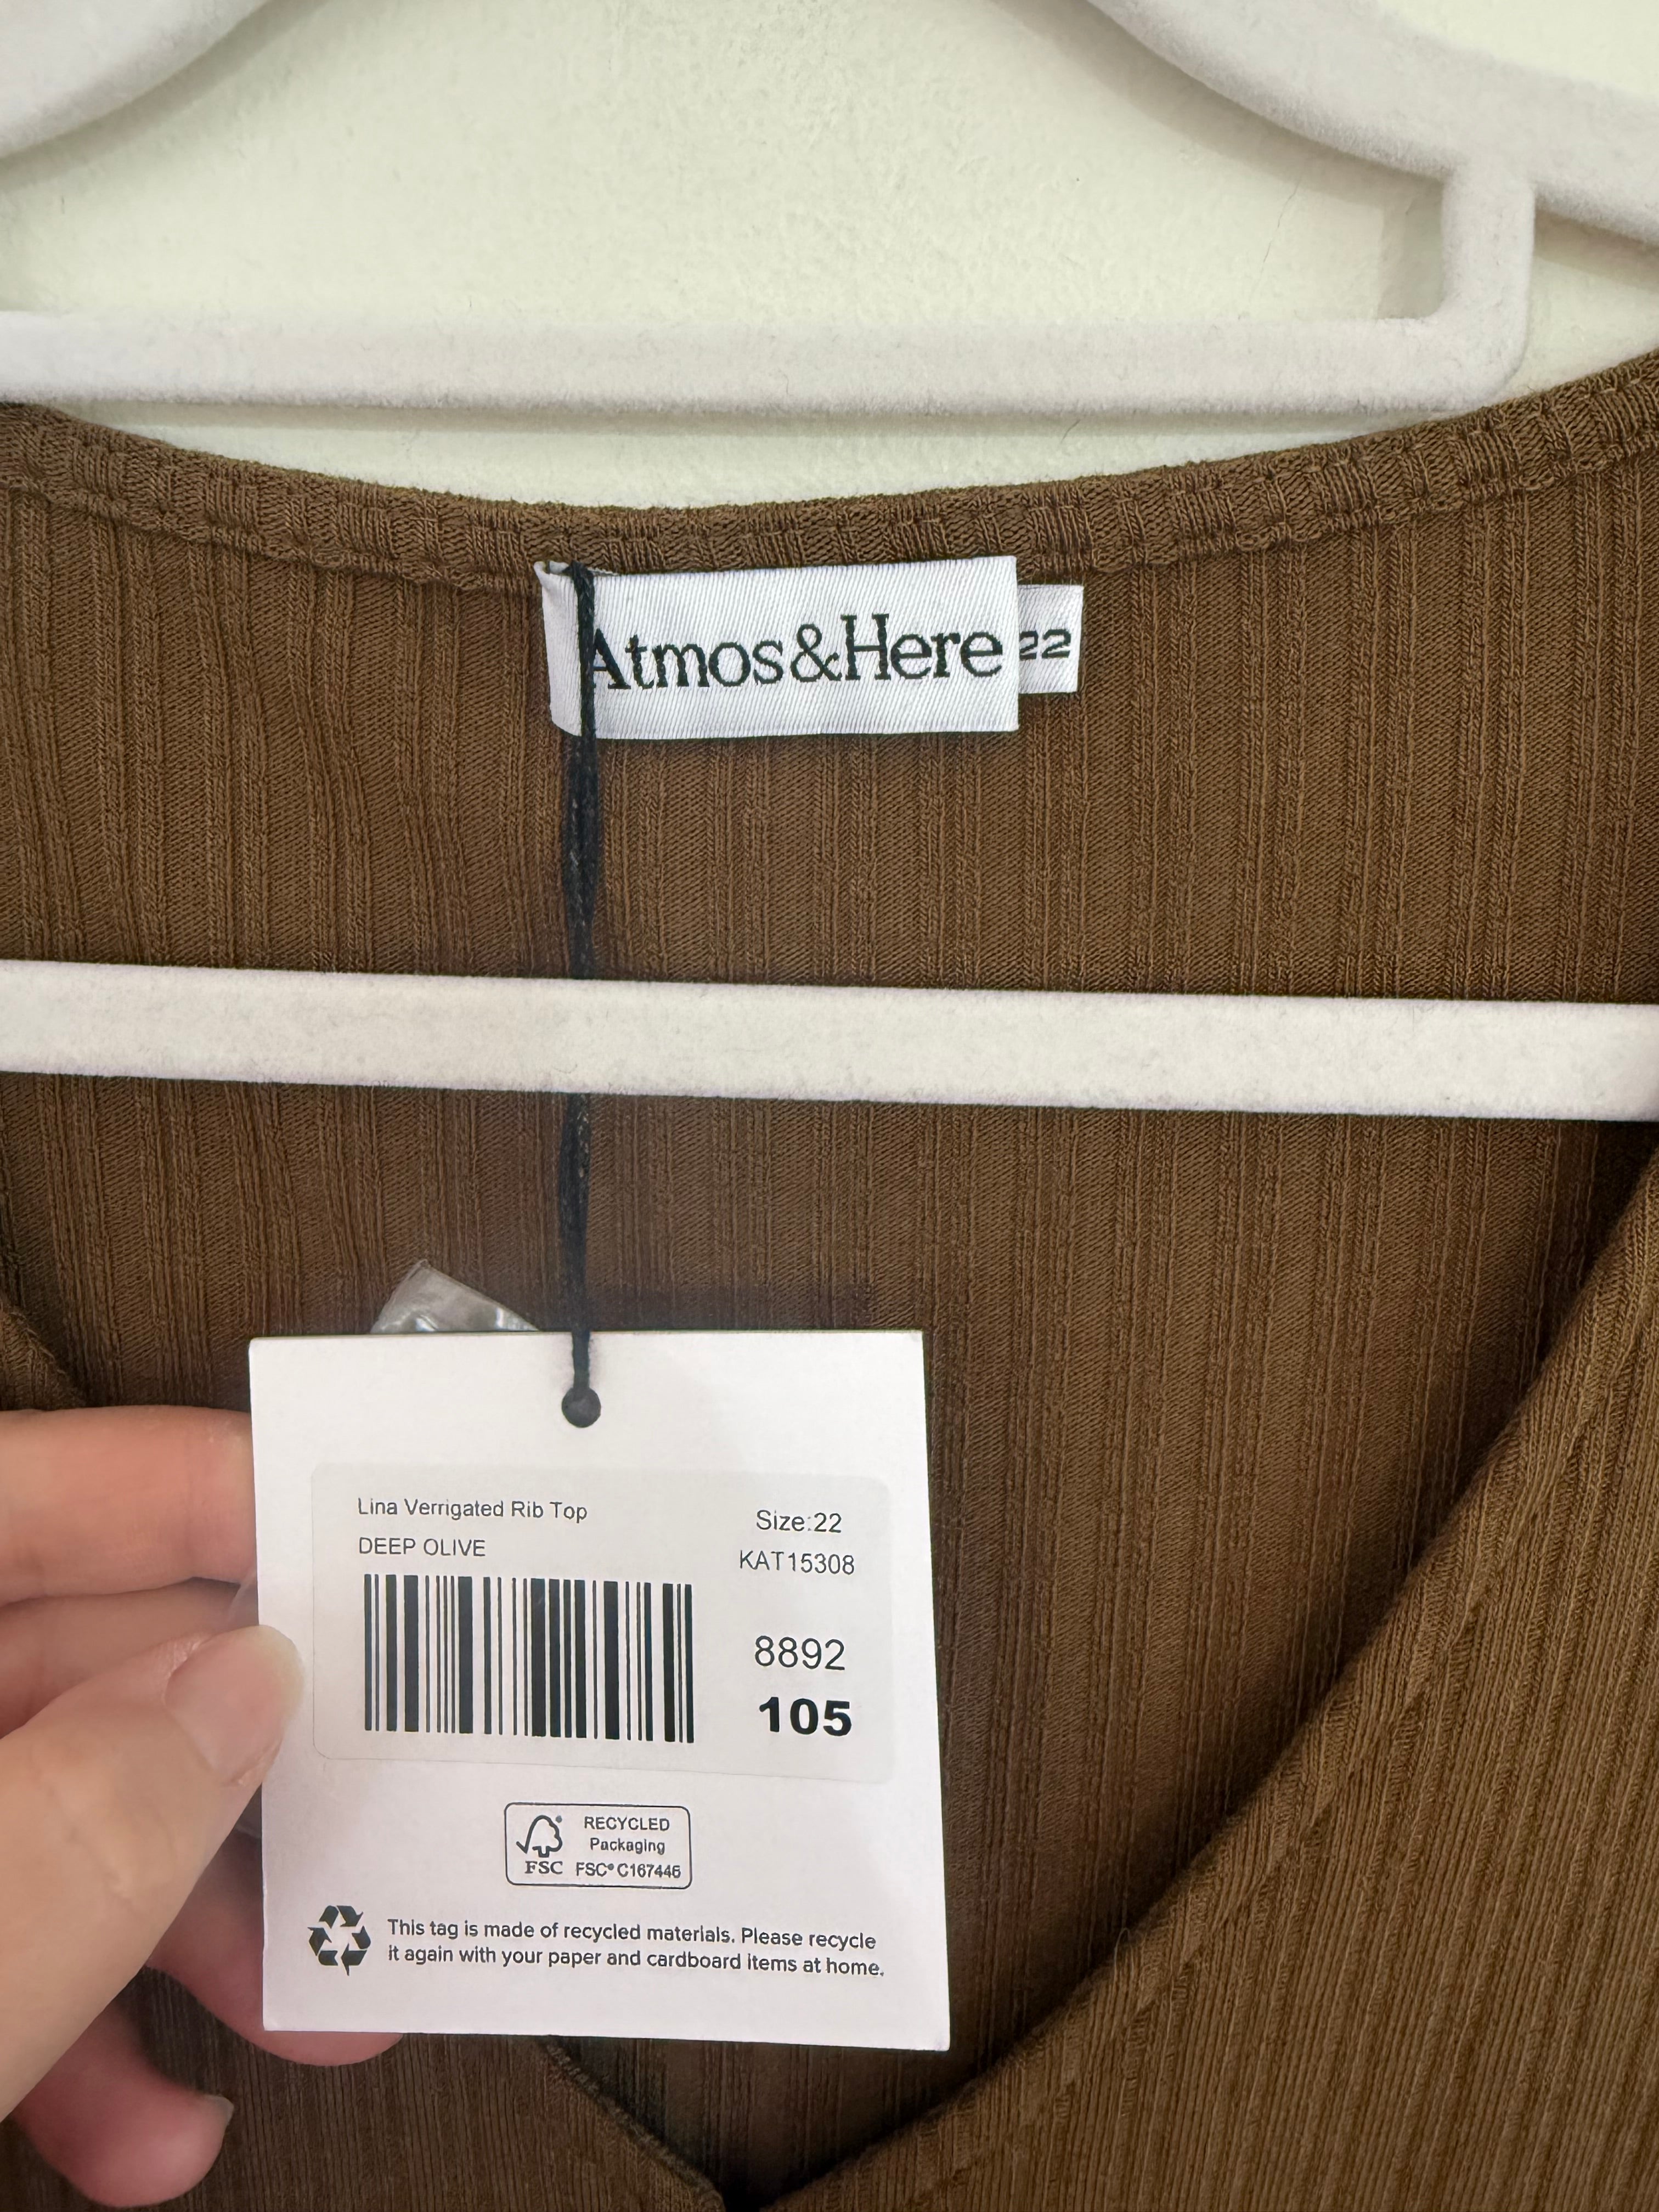 Atmos&Here
22
Lina Verrigated Rib Top
DEEP OLIVE
Size:22
KAT15308
8892
105
RECYCLED
Packaging
FSC FSC® C167446
This tag is made of recycled materials. Please recycle
it again with your paper and cardboard items at home.